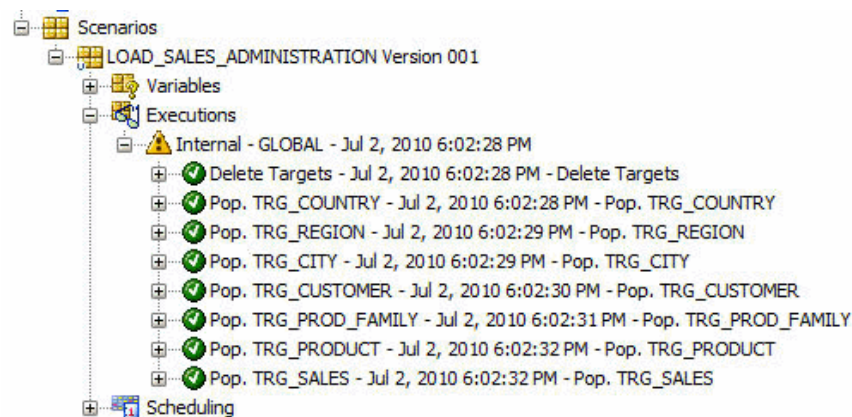 Scenarios
LOAD_SALES_ADMINISTRATION Version 001
Variables
Executions
Internal - GLOBAL - Jul 2, 2010 6:02:28 PM
Delete Targets - Jul 2, 2010 6:02:28 PM - Delete Targets
Pop. TRG_COUNTRY - Jul 2, 2010 6:02:28 PM - Pop. TRG_COUNTRY
Pop. TRG_REGION - Jul 2, 2010 6:02:29 PM - Pop. TRG_REGION
Pop. TRG_CITY - Jul 2, 2010 6:02:29 PM - Pop. TRG_CITY
Pop. TRG_CUSTOMER - Jul 2, 2010 6:02:30 PM - Pop. TRG_CUSTOMER
Pop. TRG_PROD_FAMILY - Jul 2, 2010 6:02:31 PM - Pop. TRG_PROD_FAMILY
Pop. TRG_PRODUCT - Jul 2, 2010 6:02:32 PM - Pop. TRG_PRODUCT
Pop. TRG_SALES - Jul 2, 2010 6:02:32 PM - Pop. TRG_SALES
Scheduling